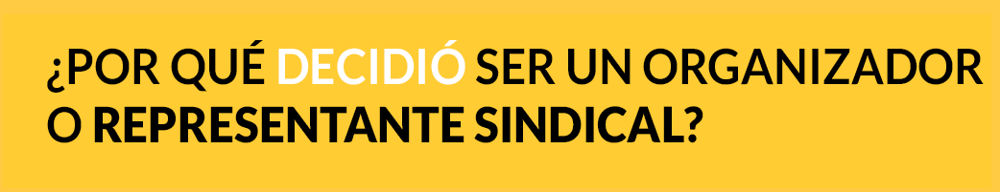 ¿POR QUÉ DECIDIÓ SER UN ORGANIZADOR
O REPRESENTANTE SINDICAL?